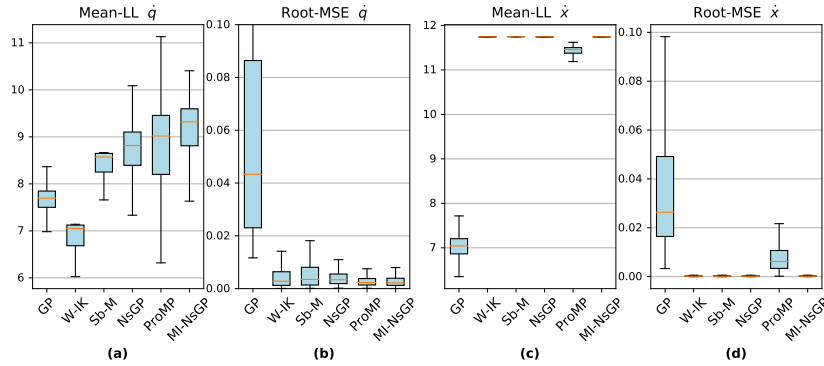 Mean-LL q̇
11
10
9
8
7
6
GP
W-IK
Sb-M
NsGP
ProMP
MI-NsGP
(a)
Root-MSE q̇
0.10
0.08
0.06
0.04
0.02
0.00
GP
W-IK
Sb-M
NsGP
ProMP
MI-NsGP
(b)
Mean-LL ẋ
12
11
10
9
8
7
GP
W-IK
Sb-M
NsGP
ProMP
MI-NsGP
(c)
Root-MSE ẋ
0.10
0.08
0.06
0.04
0.02
0.00
GP
W-IK
Sb-M
NsGP
ProMP
MI-NsGP
(d)